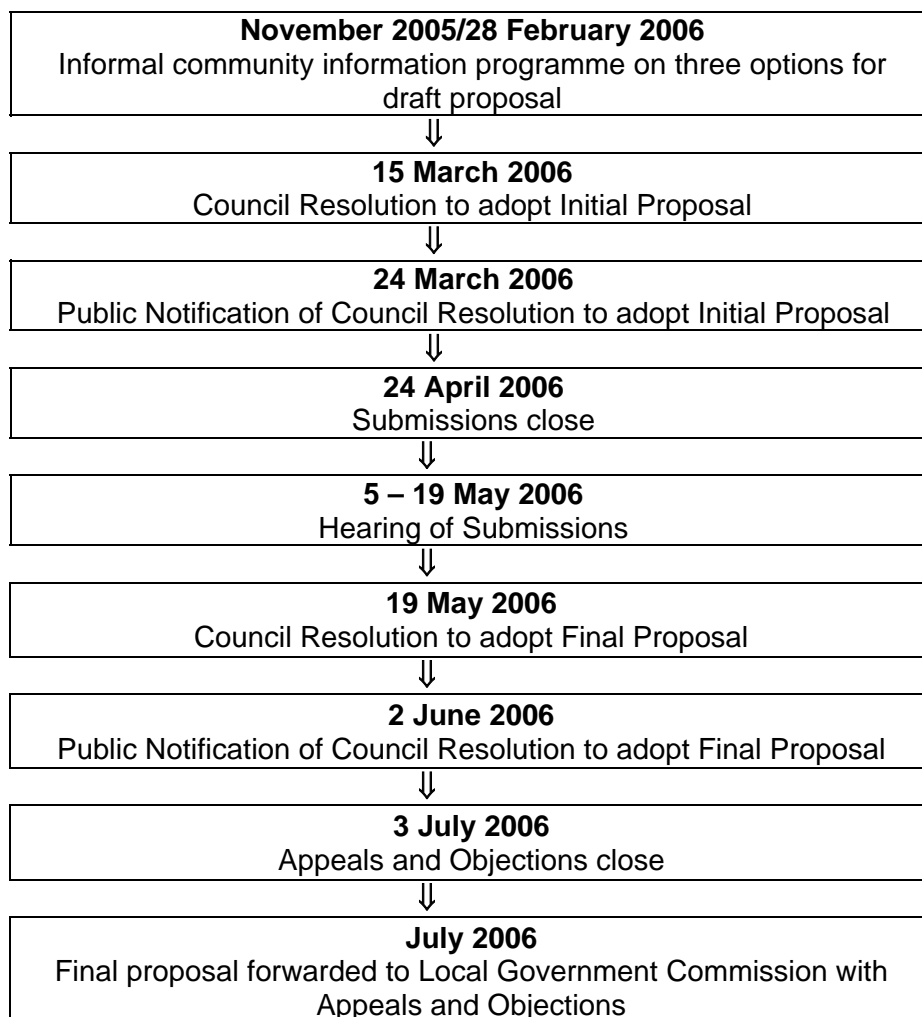 November 2005/28 February 2006
Informal community information programme on three options for
draft proposal
⇓
15 March 2006
Council Resolution to adopt Initial Proposal
⇓
24 March 2006
Public Notification of Council Resolution to adopt Initial Proposal
⇓
24 April 2006
Submissions close
⇓
5 – 19 May 2006
Hearing of Submissions
⇓
19 May 2006
Council Resolution to adopt Final Proposal
⇓
2 June 2006
Public Notification of Council Resolution to adopt Final Proposal
⇓
3 July 2006
Appeals and Objections close
⇓
July 2006
Final proposal forwarded to Local Government Commission with
Appeals and Objections